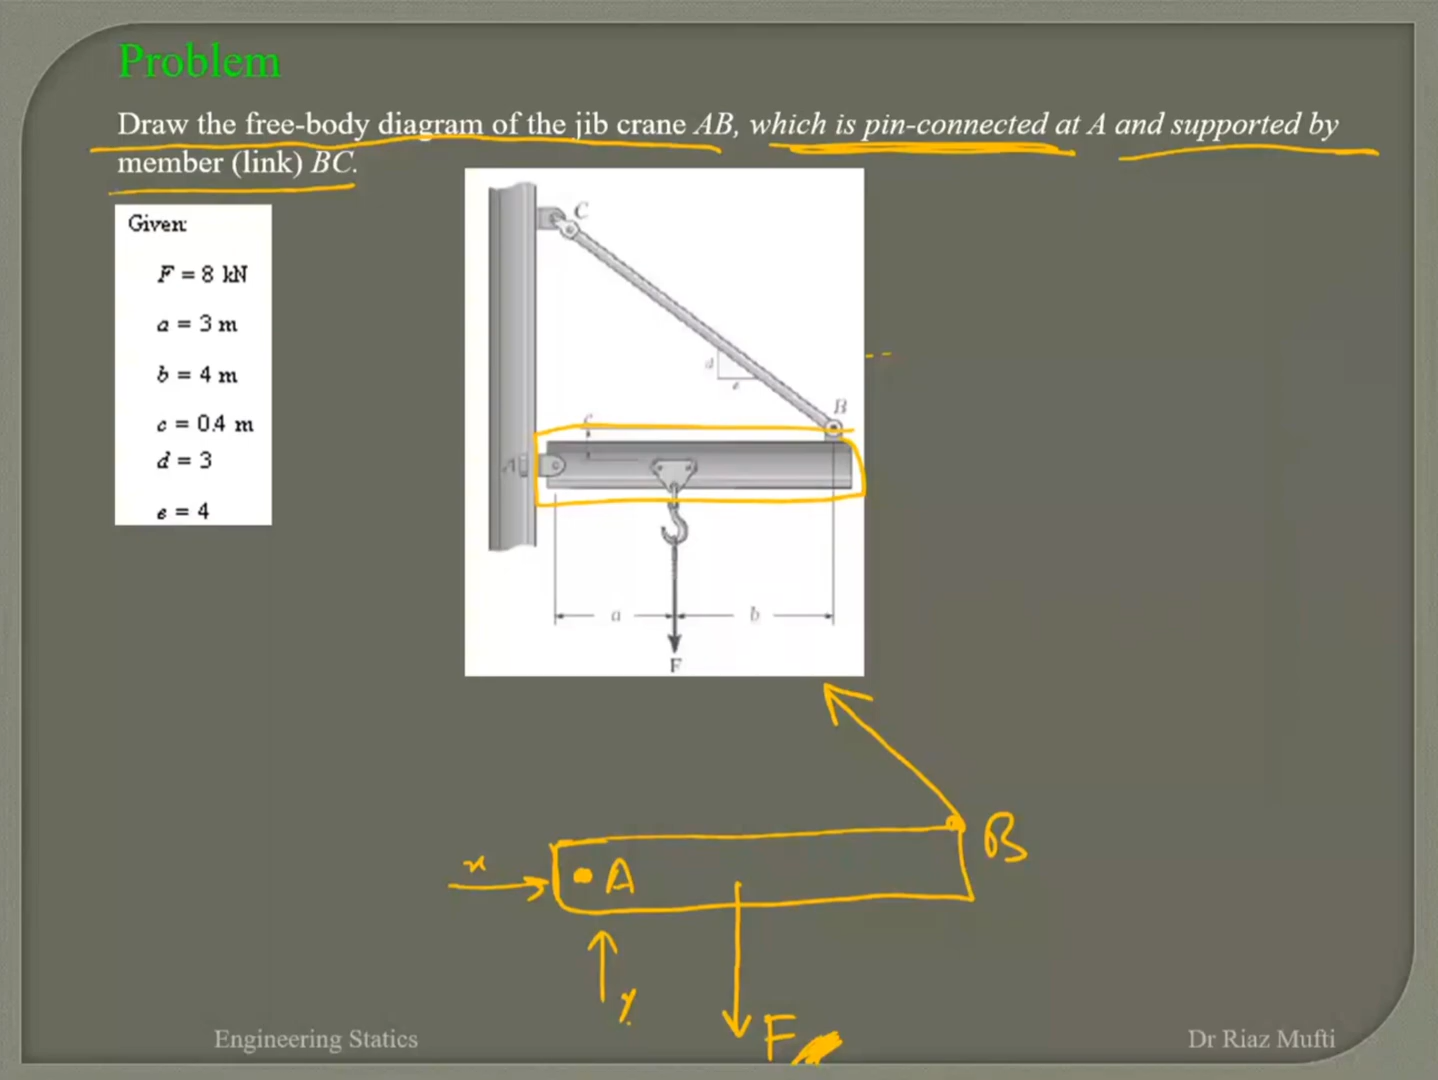 Problem
Draw the free-body diagram of the jib crane AB, which is pin-connected at A and supported by
member (link) BC.
Given:
F = 8 kN
a = 3 m
b = 4 m
c = 0.4 m
d = 3
e = 4
C
d
e
B
c
A
a
b
F
B
x
A
y
F
Engineering Statics
Dr Riaz Mufti